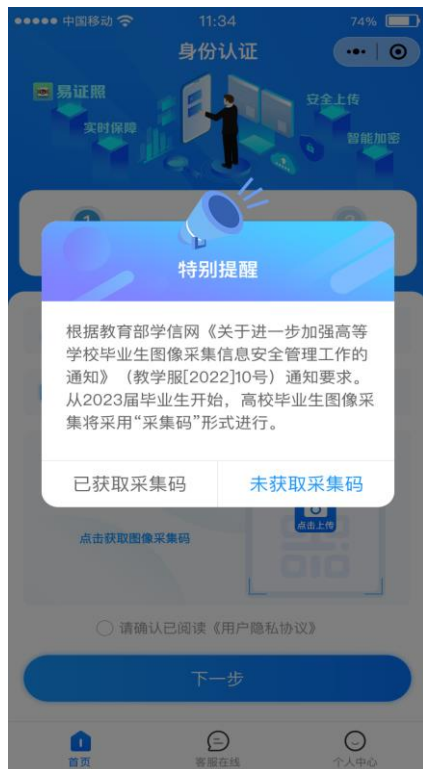 中国移动
11:34
74%
身份认证
易证照
实时保障
安全上传
智能加密
1
特别提醒
根据教育部学信网《关于进一步加强高等
学校毕业生图像采集信息安全管理工作的
通知》（教学服[2022]10号）通知要求。
从2023届毕业生开始，高校毕业生图像采
集将采用“采集码”形式进行。
已获取采集码
未获取采集码
点击上传
点击获取图像采集码
请确认已阅读《用户隐私协议》
下一步
首页
客服在线
个人中心